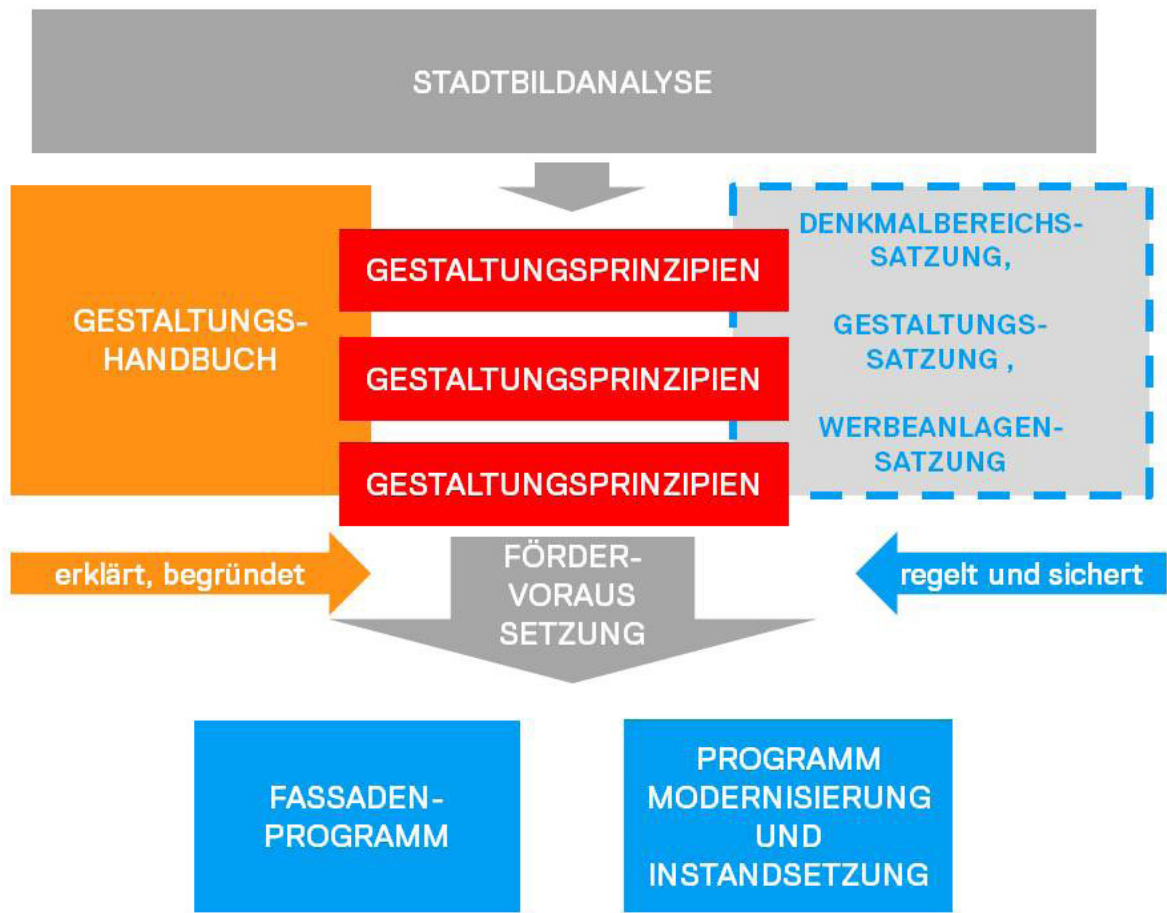 STADTBILDANALYSE
GESTALTUNGS-
HANDBUCH
GESTALTUNGSPRINZIPIEN
GESTALTUNGSPRINZIPIEN
GESTALTUNGSPRINZIPIEN
DENKMALBEREICHS-
SATZUNG,
GESTALTUNGS-
SATZUNG ,
WERBEANLAGEN-
SATZUNG
erklärt, begründet
FÖRDER-
VORAUS
SETZUNG
regelt und sichert
FASSADEN-
PROGRAMM
PROGRAMM
MODERNISIERUNG
UND
INSTANDSETZUNG